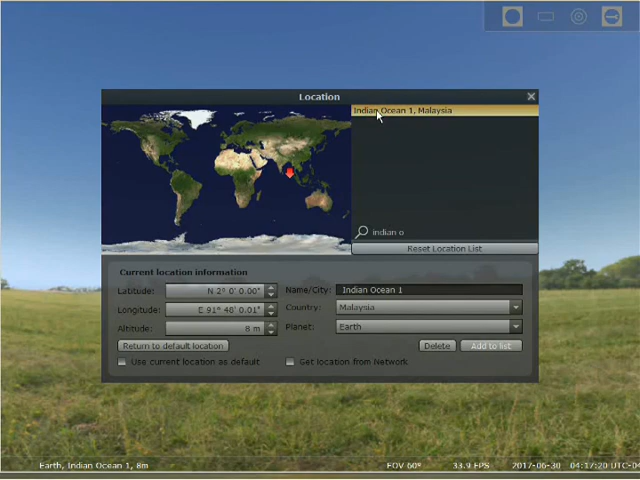 Location
Indian Ocean 1, Malaysia
indian o
Reset Location List
Current location information
Latitude: N 2° 0' 0.00"
Name/City: Indian Ocean 1
Longitude: E 91° 48' 0.01"
Country: Malaysia
Altitude: 8 m
Planet: Earth
Return to default location
Delete
Add to list
Use current location as default
Get location from Network
Earth, Indian Ocean 1, 8m FOV 60° 33.9 FPS 2017-06-30 04:17:20 UTC-04